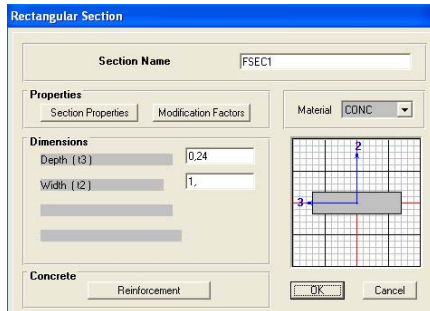 Rectangular Section
Section Name FSEC1
Properties
Section Properties Modification Factors
Material CONC
Dimensions
Depth ( t3 ) 0,24
Width ( t2 ) 1,
2
3
Concrete
Reinforcement
OK Cancel